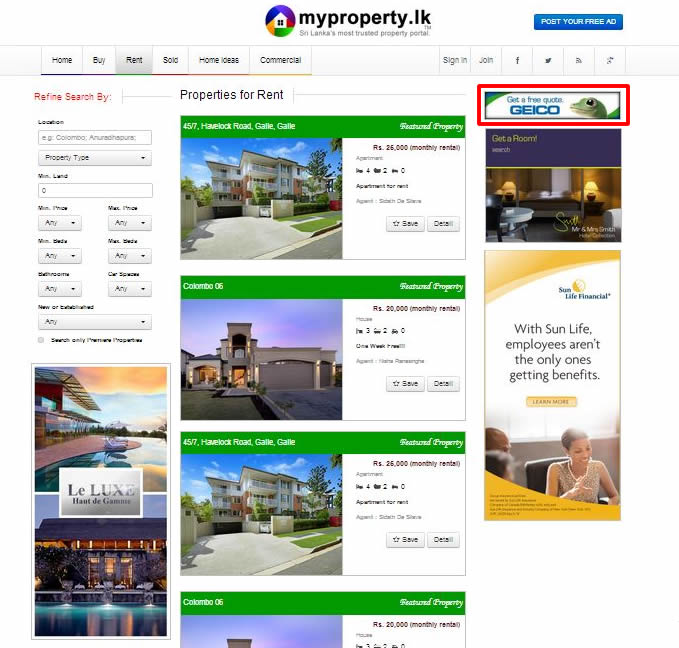 myproperty.lk
TM
Sri Lanka's most trusted property portal.
POST YOUR FREE AD
Home
Buy
Rent
Sold
Home Ideas
Commercial
Sign In
Join
Refine Search By:
Location
e.g: Colombo; Anuradhapura;
Property Type
Min. Land
0
Min. Price
Max. Price
Any
Any
Min. Beds
Max. Beds
Any
Any
Bathrooms
Car Spaces
Any
Any
New or Established
Any
Search only Premiere Properties
Le LUXE
Haut de Gamme
Properties for Rent
45/7, Havelock Road, Galle, Galle
Featured Property
Rs. 26,000 (monthly rental)
Apartment
4 2 0
Apartment for rent
Agent : Sidath De Silava
Save
Detail
Colombo 06
Featured Property
Rs. 20,000 (monthly rental)
House
3 2 0
One Week Free!!!
Agent : Nisha Ranasinghe
Save
Detail
45/7, Havelock Road, Galle, Galle
Featured Property
Rs. 26,000 (monthly rental)
Apartment
4 2 0
Apartment for rent
Agent : Sidath De Silava
Save
Detail
Colombo 06
Featured Property
Rs. 20,000 (monthly rental)
House
3 2 0
Get a free quote.
GEICO
Get a Room!
search
Smith
Mr & Mrs Smith
Hotel Collection.
Sun
Life Financial
With Sun Life,
employees aren't
the only ones
getting benefits.
LEARN MORE